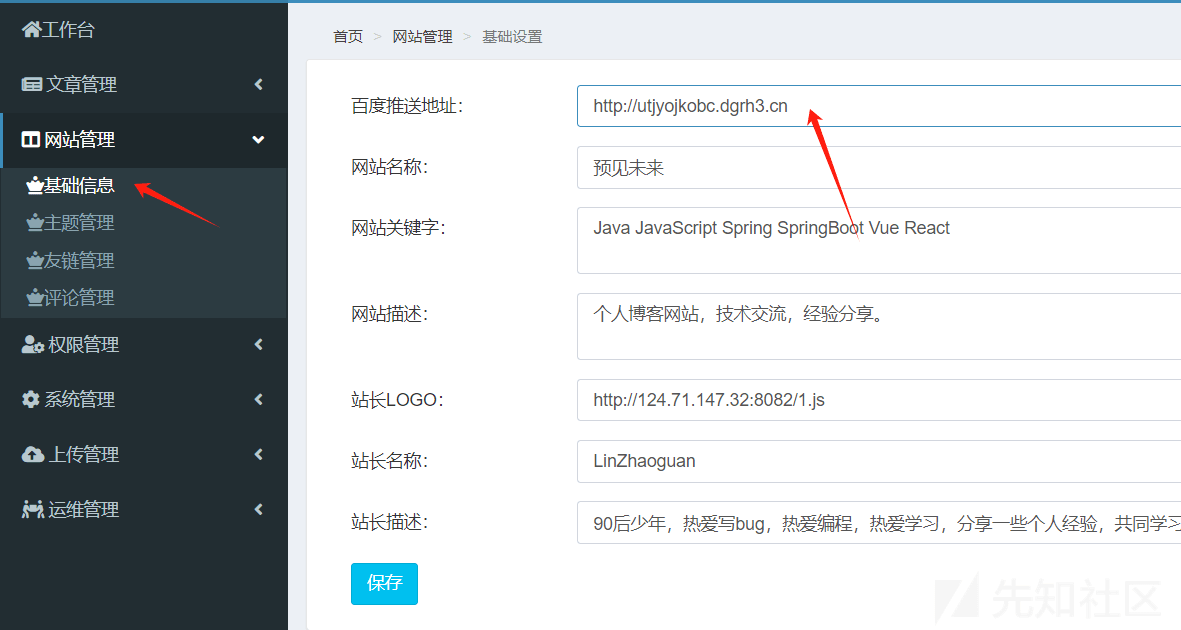 工作台
文章管理
网站管理
基础信息
主题管理
友链管理
评论管理
权限管理
系统管理
上传管理
运维管理
首页 > 网站管理 > 基础设置
百度推送地址： http://utjyojkobc.dgrh3.cn
网站名称： 预见未来
网站关键字： Java JavaScript Spring SpringBoot Vue React
网站描述： 个人博客网站，技术交流，经验分享。
站长LOGO： http://124.71.147.32:8082/1.js
站长名称： LinZhaoguan
站长描述： 90后少年，热爱写bug，热爱编程，热爱学习，分享一些个人经验，共同学习
保存
先知社区